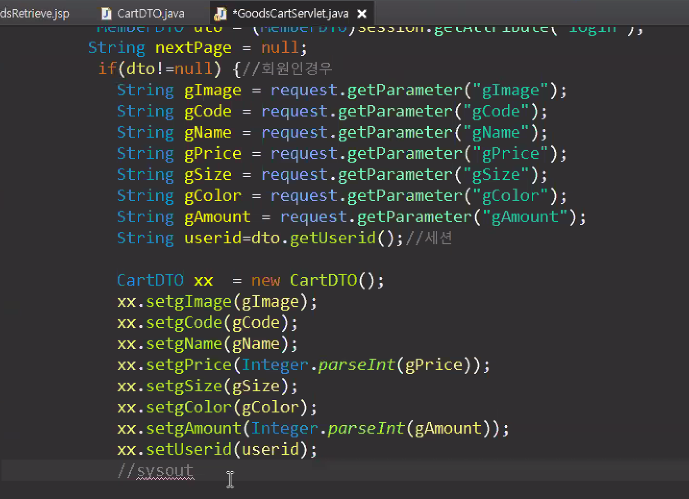 dsRetrieve.jsp CartDTO.java *GoodsCartServlet.java
MemberDTO dto = (MemberDTO)session.getAttribute("login");
String nextPage = null;
if(dto!=null) {//회원인경우
String gImage = request.getParameter("gImage");
String gCode = request.getParameter("gCode");
String gName = request.getParameter("gName");
String gPrice = request.getParameter("gPrice");
String gSize = request.getParameter("gSize");
String gColor = request.getParameter("gColor");
String gAmount = request.getParameter("gAmount");
String userid=dto.getUserid();//세션
CartDTO xx  = new CartDTO();
xx.setgImage(gImage);
xx.setgCode(gCode);
xx.setgName(gName);
xx.setgPrice(Integer.parseInt(gPrice));
xx.setgSize(gSize);
xx.setgColor(gColor);
xx.setgAmount(Integer.parseInt(gAmount));
xx.setUserid(userid);
//sysout